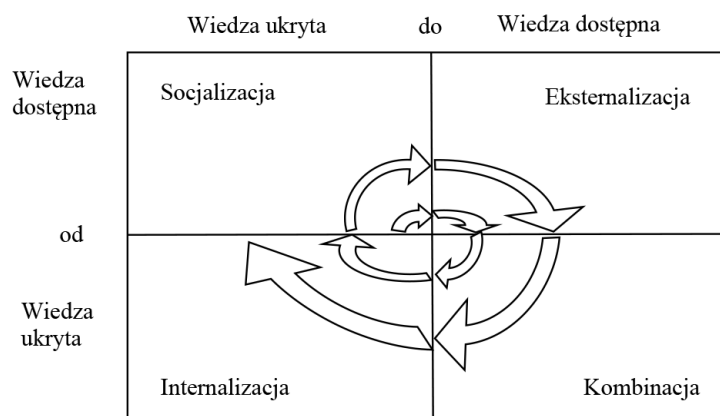 Wiedza ukryta do Wiedza dostępna
Wiedza
dostępna
Socjalizacja Eksternalizacja
od
Wiedza
ukryta
Internalizacja Kombinacja